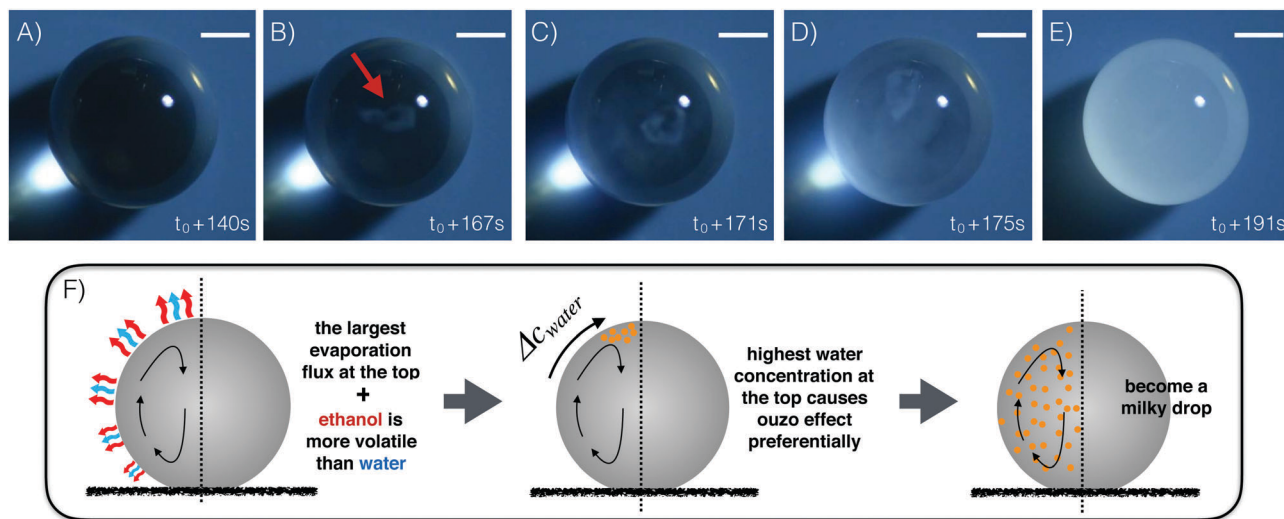 A)
t₀+140s
B)
t₀+167s
C)
t₀+171s
D)
t₀+175s
E)
t₀+191s
F)
the largest
evaporation
flux at the top
+
ethanol is
more volatile
than water
Δc_water
highest water
concentration at
the top causes
ouzo effect
preferentially
become a
milky drop